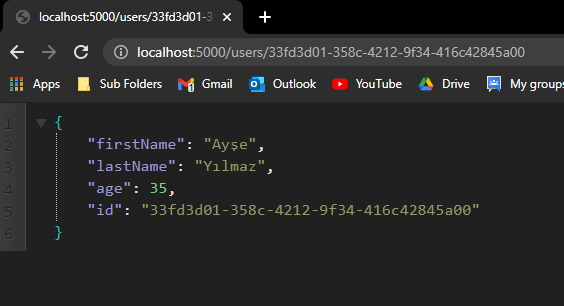 localhost:5000/users/33fd3d01-3
localhost:5000/users/33fd3d01-358c-4212-9f34-416c42845a00
Apps Sub Folders Gmail Outlook YouTube Drive My groups
1 {
2 "firstName": "Ayşe",
3 "lastName": "Yılmaz",
4 "age": 35,
5 "id": "33fd3d01-358c-4212-9f34-416c42845a00"
6 }